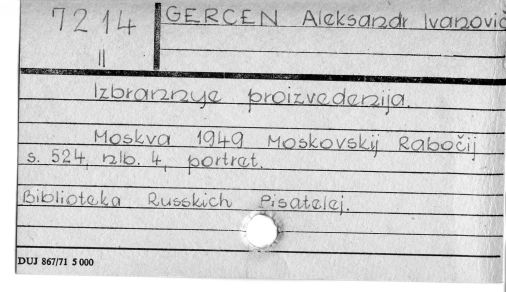 7214 GERCEN Aleksandr Ivanovič
II
Izbrannye proizvedenija.
Moskva 1949 Moskovskij Rabočij
s. 524, nlb. 4, portret.
Biblioteka Russkich Pisatelej.
DUJ 867/71 5 000